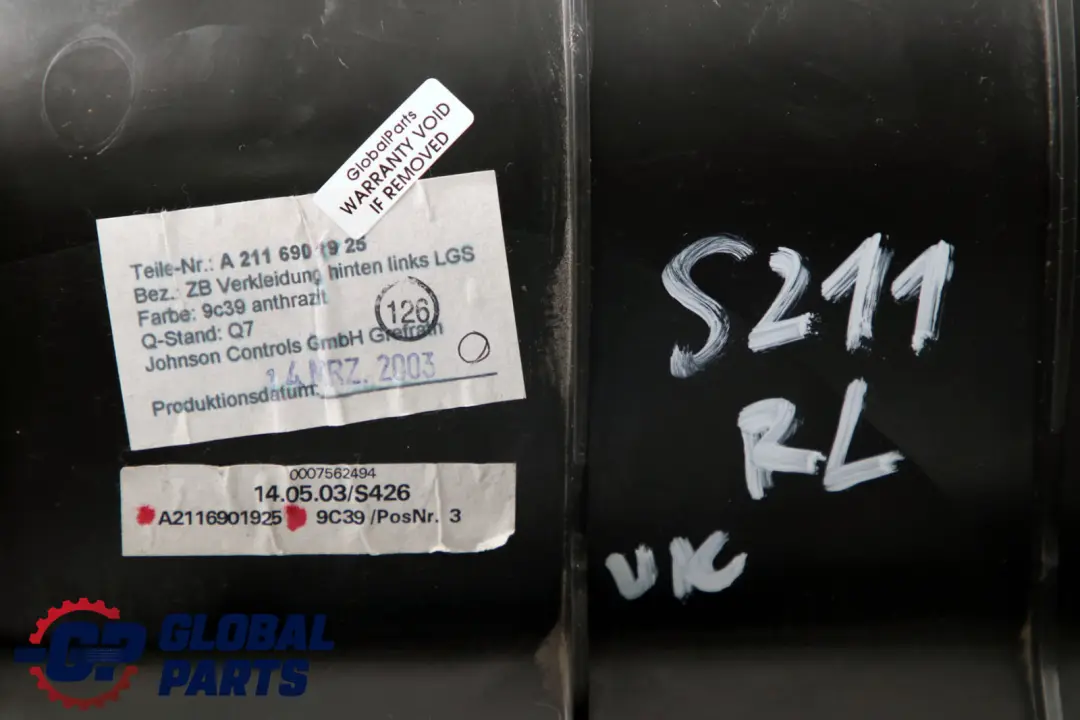 GlobalParts
WARRANTY VOID
IF REMOVED
Teile-Nr.: A 211 690 19 25
Bez.: ZB Verkleidung hinten links LGS
Farbe: 9c39 anthrazit
Q-Stand: Q7
126
Johnson Controls GmbH Grefrath
14. MRZ. 2003
Produktionsdatum:
0007562494
14.05.03/S426
A2116901925 9C39 /PosNr. 3
S211
RL
GP GLOBAL
PARTS